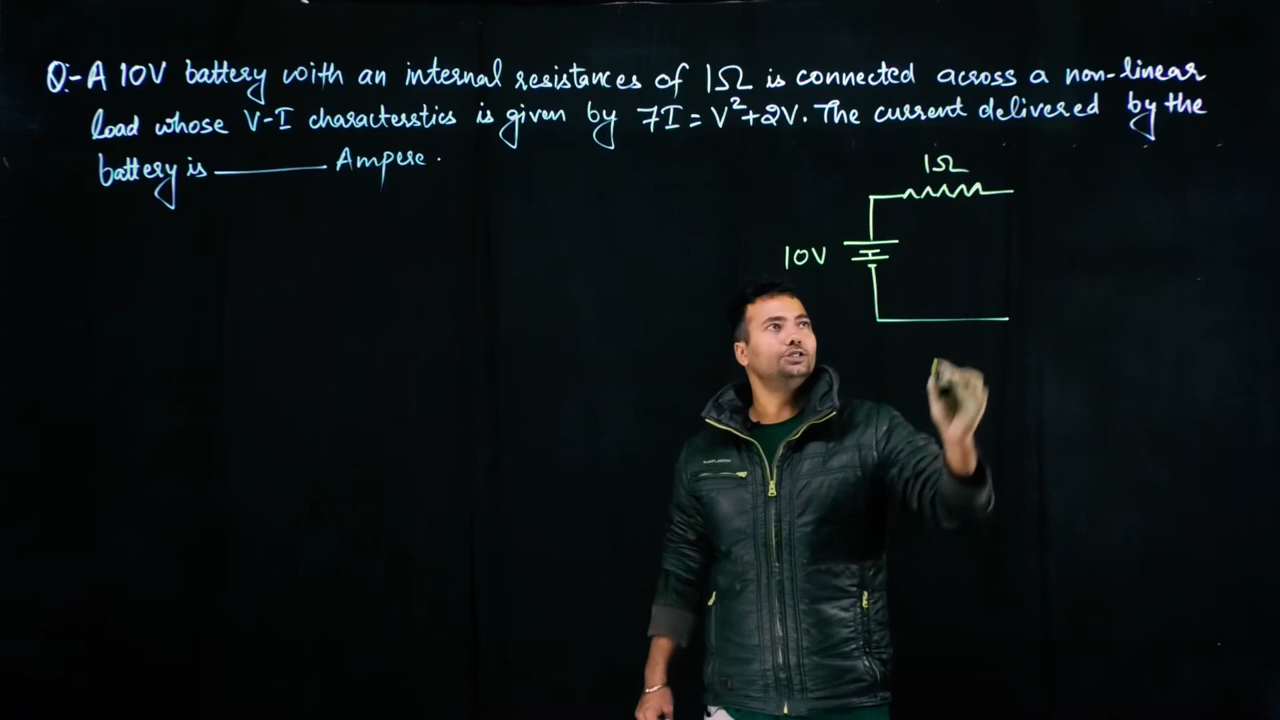 Q:- A 10V battery with an internal resistances of 1Ω is connected across a non-linear
load whose V-I characterstics is given by 7I = V²+2V. The current delivered by the
battery is ______ Ampere.
1Ω
10V